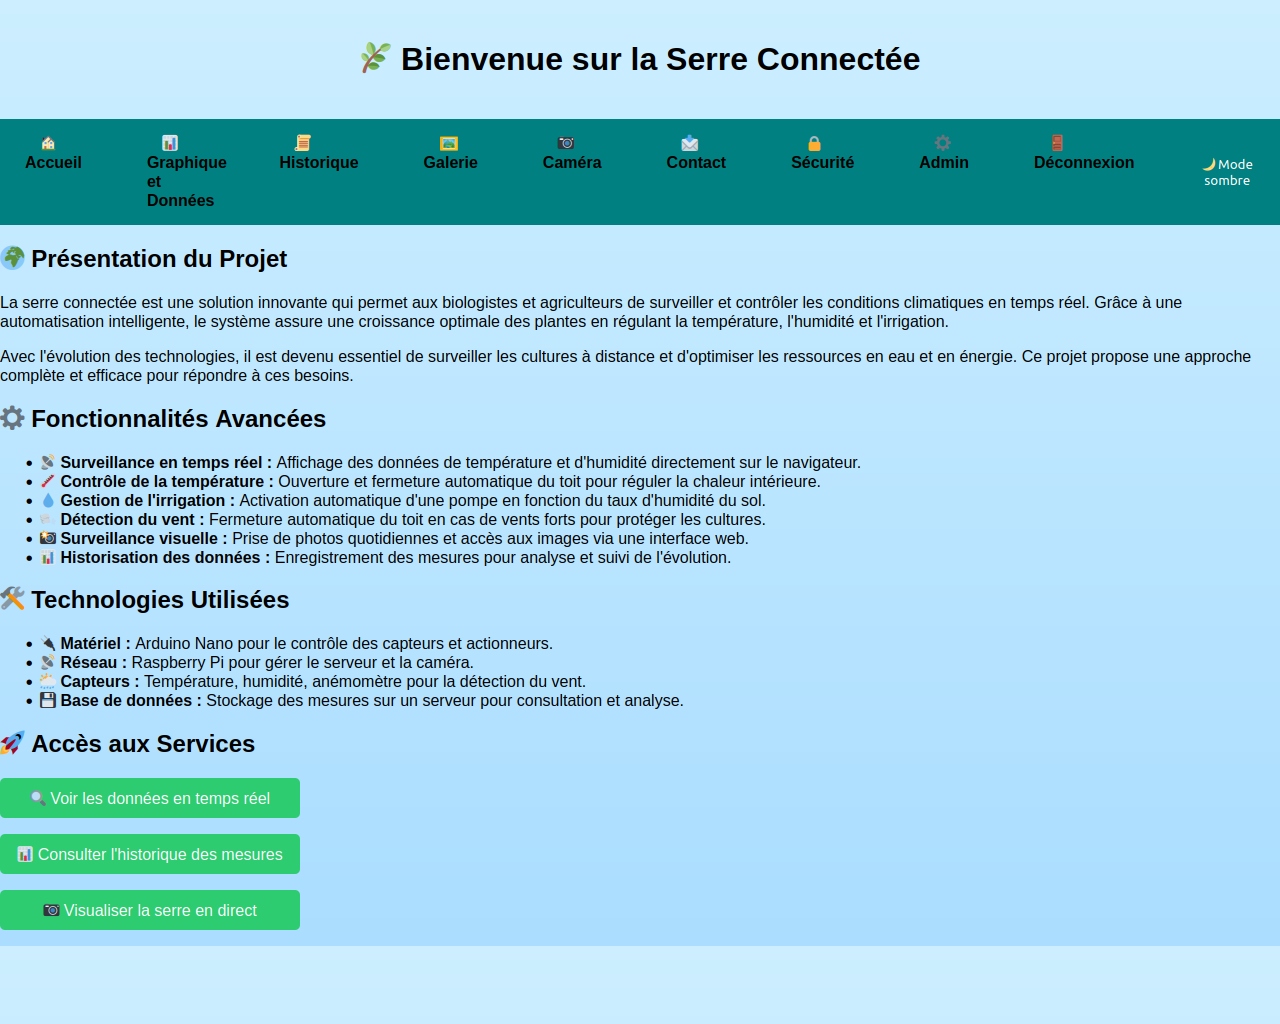 🌿 Bienvenue sur la Serre Connectée
🏠 Accueil
📊 Graphique et Données
📜 Historique
🖼️ Galerie
📷 Caméra
📩 Contact
🔒 Sécurité
⚙️ Admin
🚪 Déconnexion
🌙 Mode sombre
🌍 Présentation du Projet
La serre connectée est une solution innovante qui permet aux biologistes et agriculteurs de surveiller et contrôler les conditions climatiques en temps réel. Grâce à une
automatisation intelligente, le système assure une croissance optimale des plantes en régulant la température, l'humidité et l'irrigation.
Avec l'évolution des technologies, il est devenu essentiel de surveiller les cultures à distance et d'optimiser les ressources en eau et en énergie. Ce projet propose une approche
complète et efficace pour répondre à ces besoins.
⚙️ Fonctionnalités Avancées
• 📡 Surveillance en temps réel : Affichage des données de température et d'humidité directement sur le navigateur.
• 🌡️ Contrôle de la température : Ouverture et fermeture automatique du toit pour réguler la chaleur intérieure.
• 💧 Gestion de l'irrigation : Activation automatique d'une pompe en fonction du taux d'humidité du sol.
• 🌬️ Détection du vent : Fermeture automatique du toit en cas de vents forts pour protéger les cultures.
• 📸 Surveillance visuelle : Prise de photos quotidiennes et accès aux images via une interface web.
• 📊 Historisation des données : Enregistrement des mesures pour analyse et suivi de l'évolution.
🛠️ Technologies Utilisées
• 🔌 Matériel : Arduino Nano pour le contrôle des capteurs et actionneurs.
• 📡 Réseau : Raspberry Pi pour gérer le serveur et la caméra.
• 🌦️ Capteurs : Température, humidité, anémomètre pour la détection du vent.
• 💾 Base de données : Stockage des mesures sur un serveur pour consultation et analyse.
🚀 Accès aux Services
🔍 Voir les données en temps réel
📊 Consulter l'historique des mesures
📷 Visualiser la serre en direct